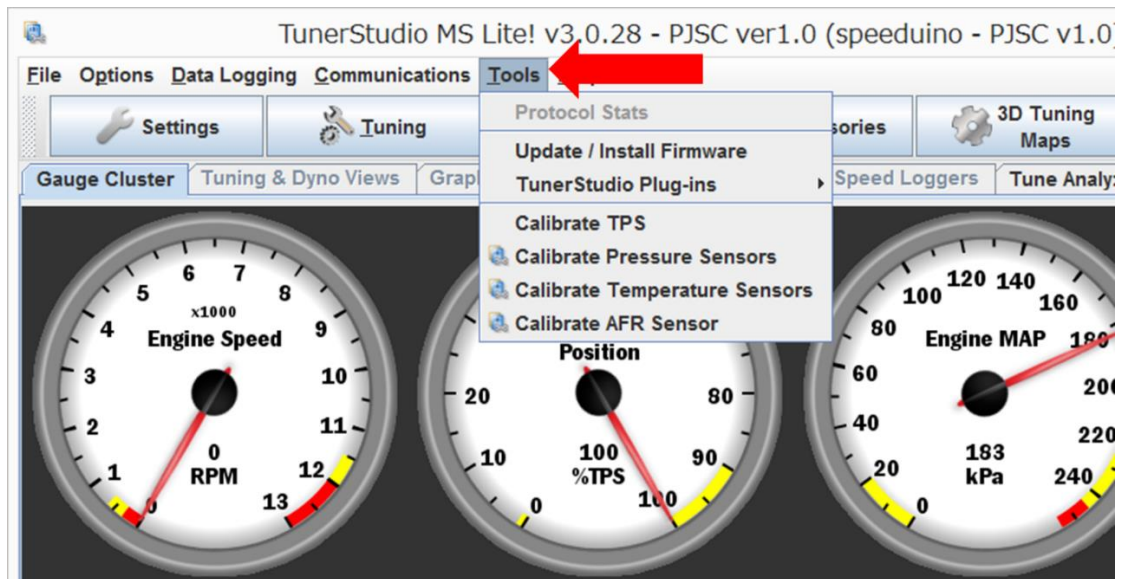 TunerStudio MS Lite! v3.0.28 - PJSC ver1.0 (speeduino - PJSC v1.0)
File Options Data Logging Communications Tools
Settings Tuning 3D Tuning
Maps
Gauge Cluster Tuning & Dyno Views Speed Loggers
Protocol Stats
Update / Install Firmware
TunerStudio Plug-ins
Calibrate TPS
Calibrate Pressure Sensors
Calibrate Temperature Sensors
Calibrate AFR Sensor
0 1 2 3 4 5 6 7 8 9 10 11 12 13
x1000
Engine Speed
0
RPM
0 10 20 80 90 100
Position
100
%TPS
0 20 40 60 80 100 120 140 160 180 220 240
Engine MAP
183
kPa